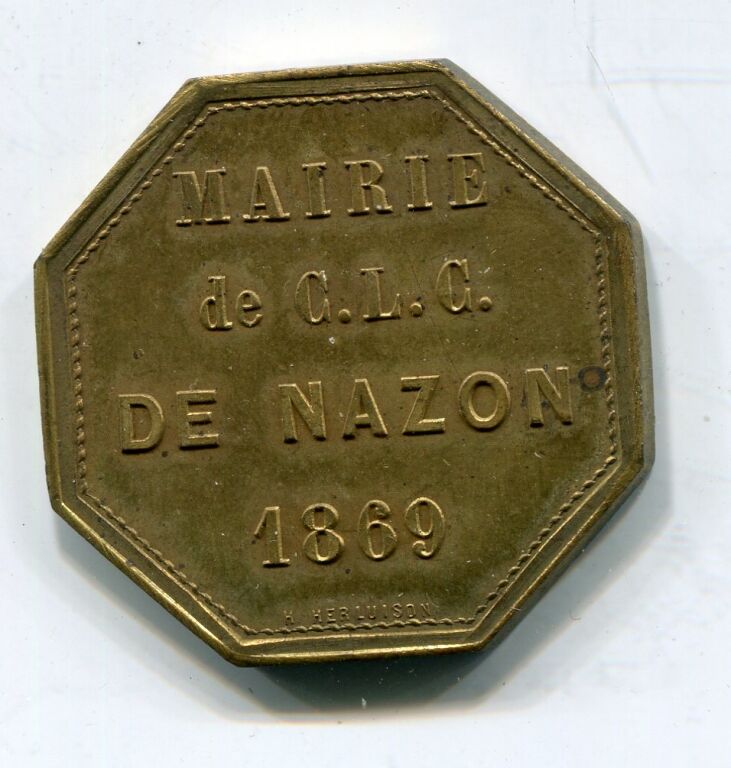 MAIRIE
de C.L.C.
DE NAZON
1869
H. HERLUISON